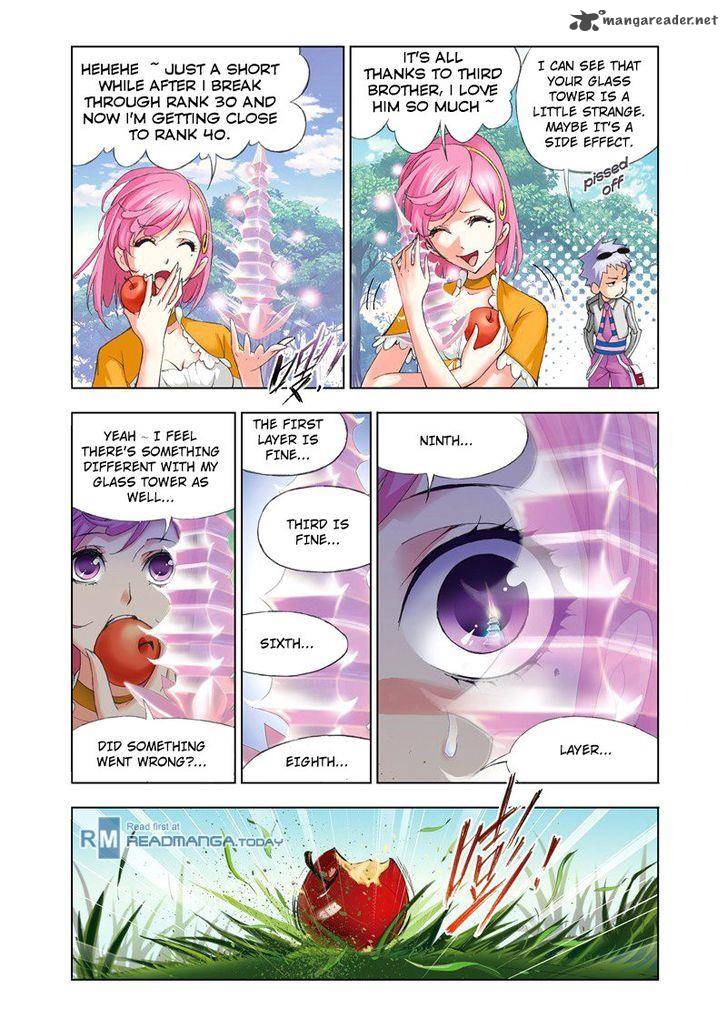 mangareader.net
HEHEHE ~ JUST A SHORT
WHILE AFTER I BREAK
THROUGH RANK 30 AND
NOW I'M GETTING CLOSE
TO RANK 40.
IT'S ALL
THANKS TO THIRD
BROTHER, I LOVE
HIM SO MUCH ~
I CAN SEE THAT
YOUR GLASS
TOWER IS A
LITTLE STRANGE.
MAYBE IT'S A
SIDE EFFECT.
pissed
off
YEAH ~ I FEEL
THERE'S SOMETHING
DIFFERENT WITH MY
GLASS TOWER AS
WELL...
DID SOMETHING
WENT WRONG?...
THE FIRST
LAYER IS
FINE...
THIRD IS
FINE...
SIXTH...
EIGHTH...
NINTH...
LAYER...
Read first at
RM READMANGA.TODAY